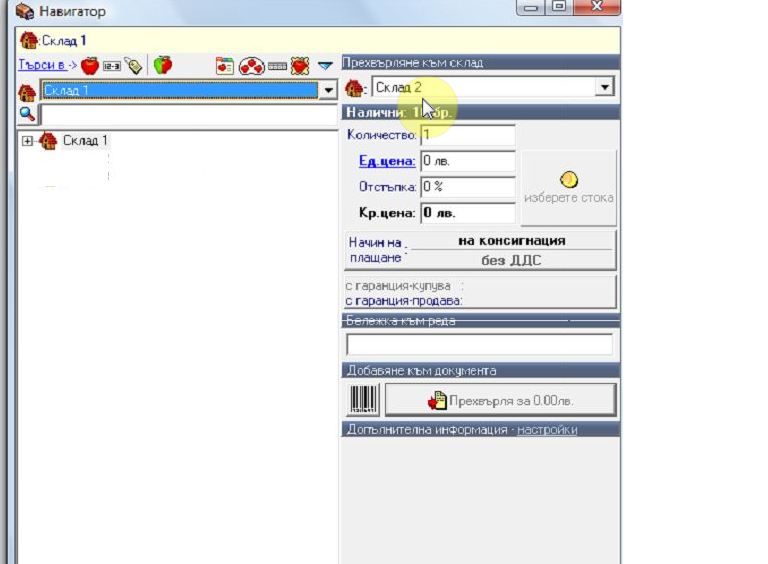 Навигатор
:Склад 1
Търси в ->
Склад 1
Склад 1
Прехвърляне към склад
: Склад 2
Налични: 1 бр.
Количество: 1
Ед.цена: 0 лв.
Отстъпка: 0 %
Кр.цена: 0 лв.
изберете стока
Начин на плащане
на консигнация
без ДДС
с гаранция-купува :
с гаранция-продава:
Бележка към реда
Добавяне към документа
Прехвърля за 0.00лв.
Допълнителна информация - настройки